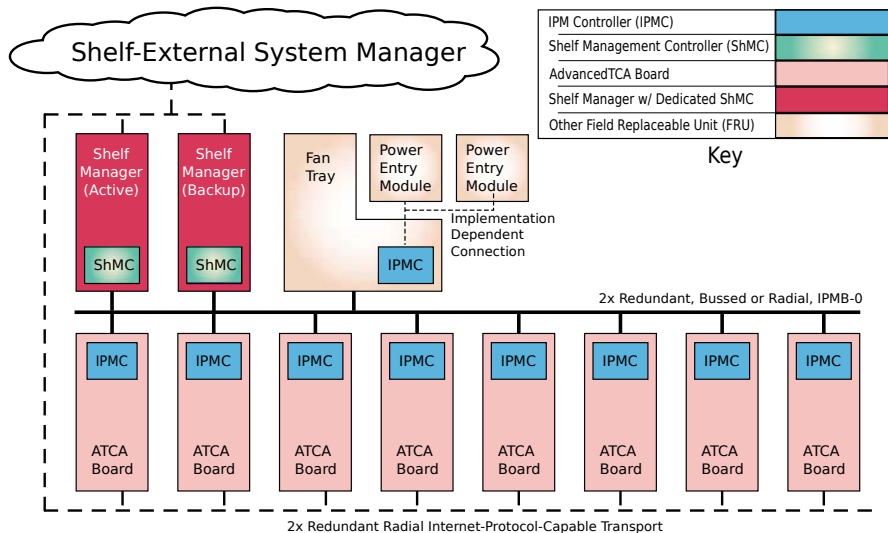 Shelf-External System Manager
IPM Controller (IPMC)
Shelf Management Controller (ShMC)
AdvancedTCA Board
Shelf Manager w/ Dedicated ShMC
Other Field Replaceable Unit (FRU)
Key
Shelf
Manager
(Active)
ShMC
Shelf
Manager
(Backup)
ShMC
Fan
Tray
IPMC
Power
Entry
Module
Power
Entry
Module
Implementation
Dependent
Connection
2x Redundant, Bussed or Radial, IPMB-0
IPMC
ATCA
Board
IPMC
ATCA
Board
IPMC
ATCA
Board
IPMC
ATCA
Board
IPMC
ATCA
Board
IPMC
ATCA
Board
IPMC
ATCA
Board
IPMC
ATCA
Board
2x Redundant Radial Internet-Protocol-Capable Transport